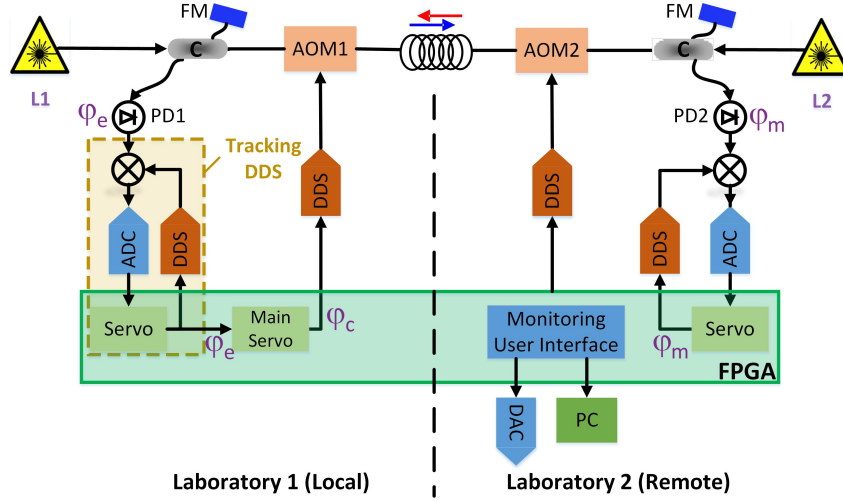 FM
FM
C
AOM1
AOM2
C
L1
L2
φe
PD1
PD2
φm
Tracking
DDS
DDS
DDS
ADC
DDS
DDS
ADC
Servo
φe
Main
Servo
φc
Monitoring
User Interface
φm
Servo
FPGA
DAC
PC
Laboratory 1 (Local)
Laboratory 2 (Remote)